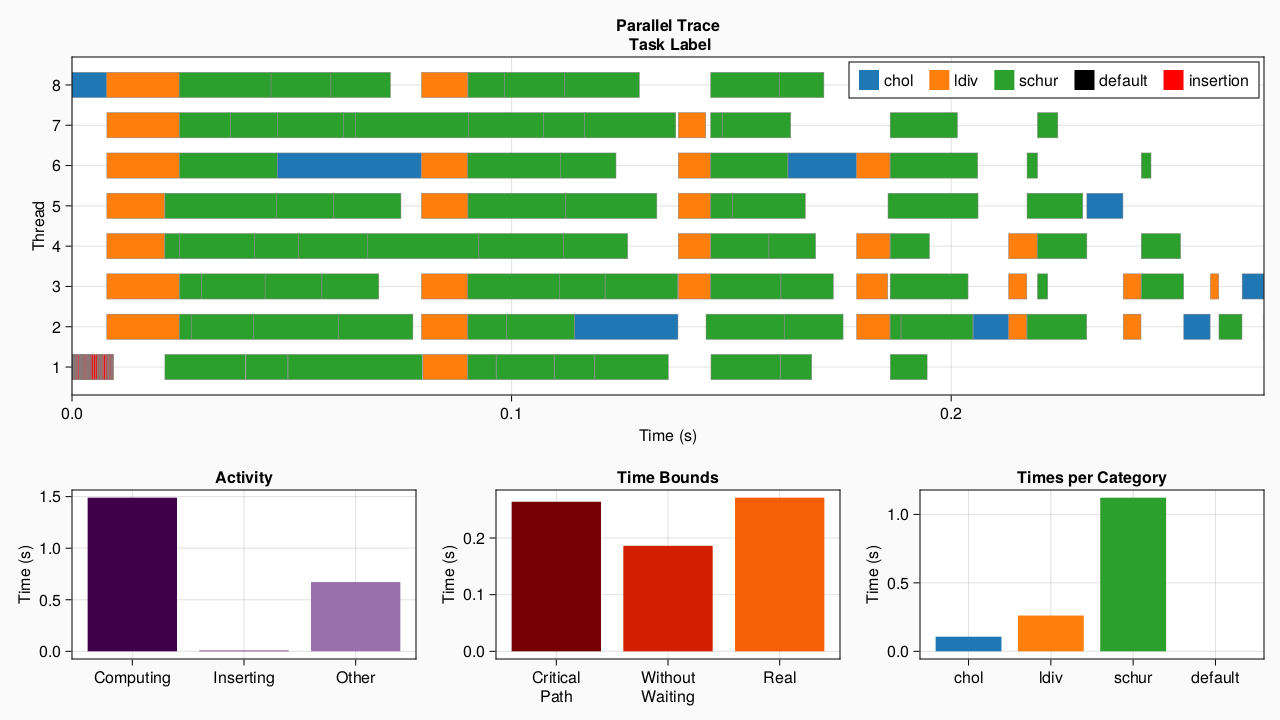 Parallel Trace
Task Label
chol ldiv schur default insertion
Thread
8
7
6
5
4
3
2
1
0.0 0.1 0.2
Time (s)
Activity
Time (s)
1.5
1.0
0.5
0.0
Computing Inserting Other
Time Bounds
Time (s)
0.2
0.1
0.0
Critical Path Without Waiting Real
Times per Category
Time (s)
1.0
0.5
0.0
chol ldiv schur default